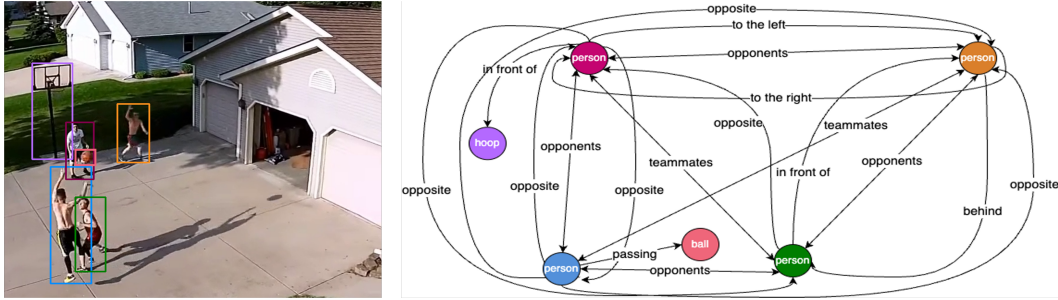 opposite
to the left
person
opponents
person
in front of
to the right
opposite
teammates
hoop
opponents
teammates
opponents
in front of
opposite
opposite
opposite
opposite
behind
ball
passing
person
opponents
person